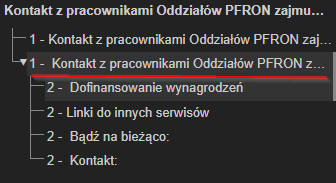 Kontakt z pracownikami Oddziałów PFRON zajmu...
1 - Kontakt z pracownikami Oddziałów PFRON zaj...
1 - Kontakt z pracownikami Oddziałów PFRON z...
2 - Dofinansowanie wynagrodzeń
2 - Linki do innych serwisów
2 - Bądź na bieżąco:
2 - Kontakt: